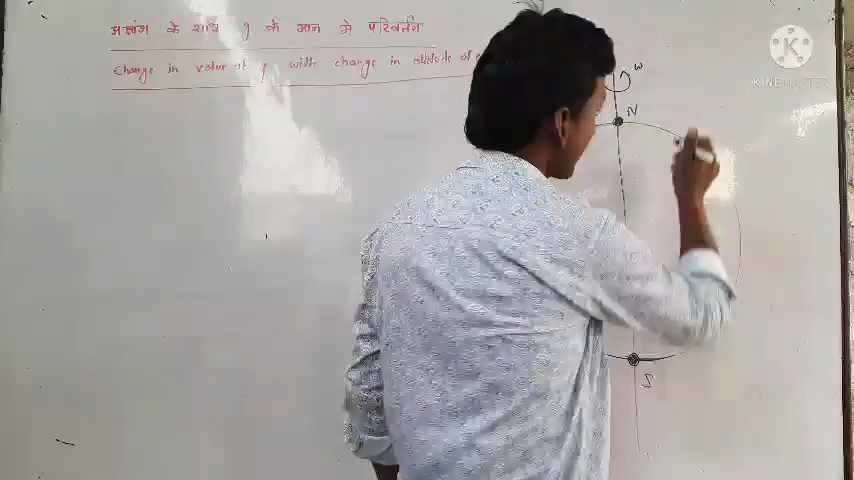 अक्षांश के साथ g के मान में परिवर्तन
Change in value of g with change in
W
N
S
K
KINEMASTER